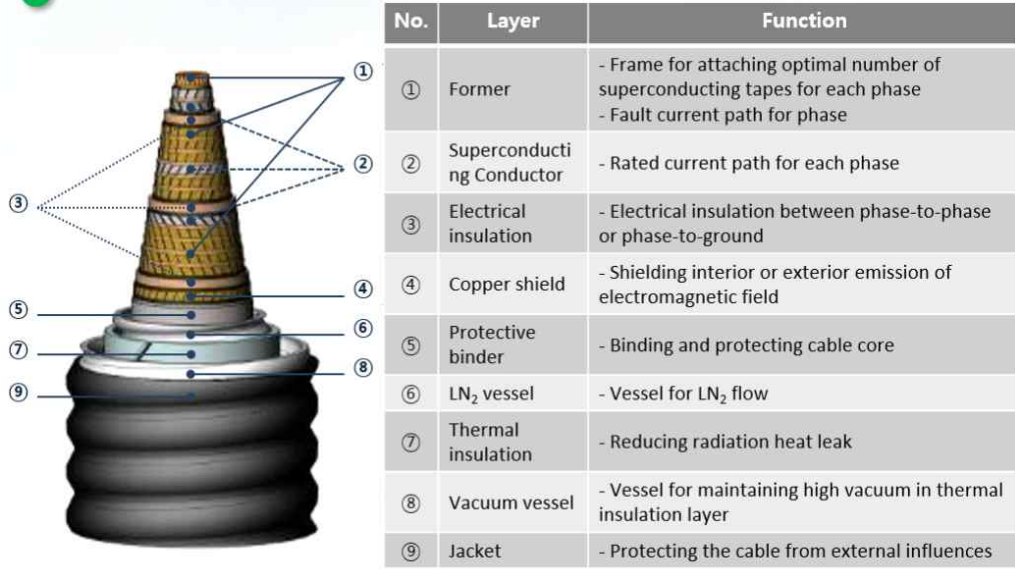 No. Layer Function
① Former - Frame for attaching optimal number of
superconducting tapes for each phase
- Fault current path for phase
② Superconducti
ng Conductor - Rated current path for each phase
③ Electrical
insulation - Electrical insulation between phase-to-phase
or phase-to-ground
④ Copper shield - Shielding interior or exterior emission of
electromagnetic field
⑤ Protective
binder - Binding and protecting cable core
⑥ LN₂ vessel - Vessel for LN₂ flow
⑦ Thermal
insulation - Reducing radiation heat leak
⑧ Vacuum vessel - Vessel for maintaining high vacuum in thermal
insulation layer
⑨ Jacket - Protecting the cable from external influences
①
②
③
④
⑤
⑥
⑦
⑧
⑨